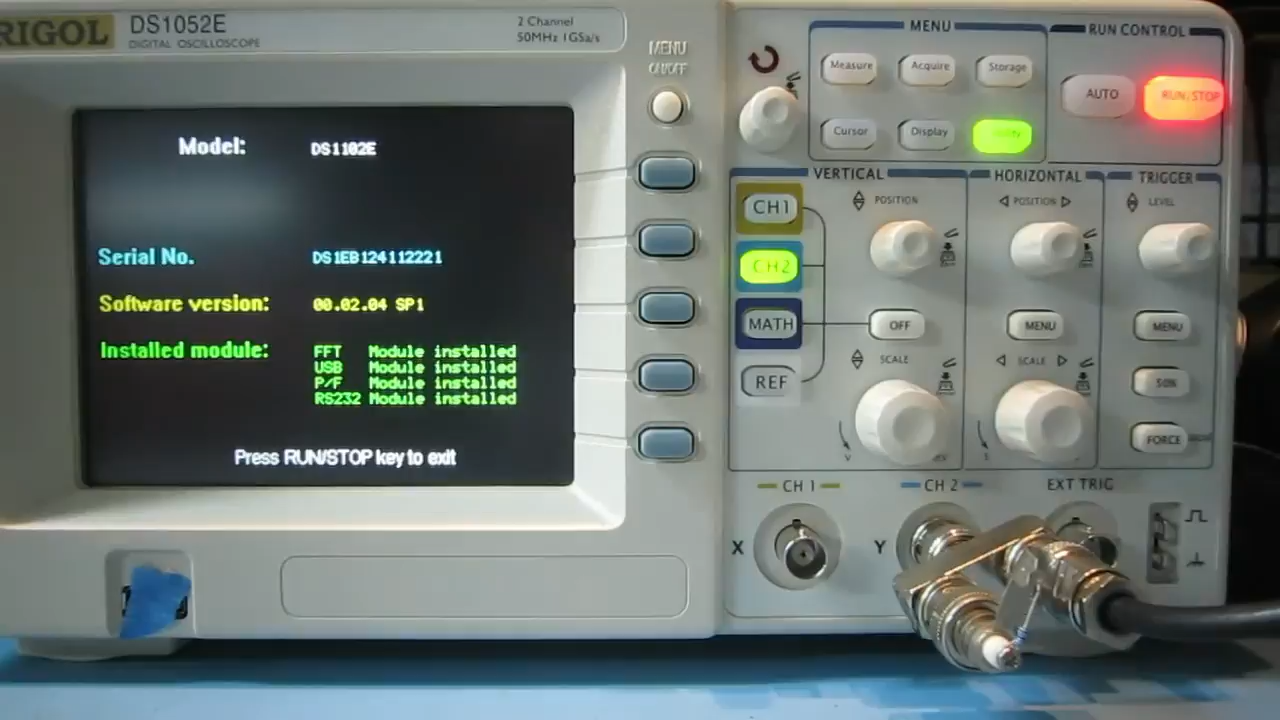 RIGOL DS1052E
DIGITAL OSCILLOSCOPE
2 Channel
50MHz 1GSa/s
MENU
ON/OFF
Model: DS1102E
Serial No. DS1EB124112221
Software version: 00.02.04 SP1
Installed module: FFT Module installed
USB Module installed
P/F Module installed
RS232 Module installed
Press RUN/STOP key to exit
MENU
Measure Acquire Storage
Cursor Display
RUN CONTROL
AUTO RUN/STOP
VERTICAL
CH1
CH2
MATH
REF
POSITION
OFF
SCALE
V
HORIZONTAL
POSITION
MENU
SCALE
S
TRIGGER
LEVEL
MENU
50%
FORCE
CH 1 CH 2 EXT TRIG
X Y